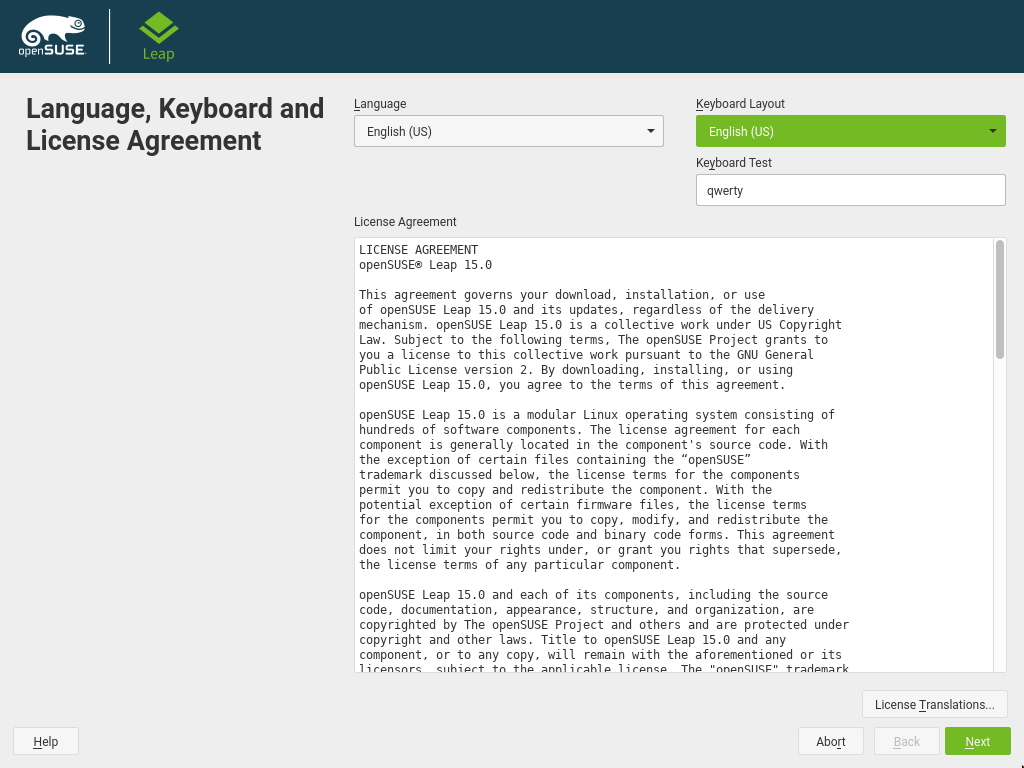 openSUSE
Leap
Language, Keyboard and
License Agreement
Language
English (US)
Keyboard Layout
English (US)
Keyboard Test
qwerty
License Agreement
LICENSE AGREEMENT
openSUSE® Leap 15.0
This agreement governs your download, installation, or use
of openSUSE Leap 15.0 and its updates, regardless of the delivery
mechanism. openSUSE Leap 15.0 is a collective work under US Copyright
Law. Subject to the following terms, The openSUSE Project grants to
you a license to this collective work pursuant to the GNU General
Public License version 2. By downloading, installing, or using
openSUSE Leap 15.0, you agree to the terms of this agreement.
openSUSE Leap 15.0 is a modular Linux operating system consisting of
hundreds of software components. The license agreement for each
component is generally located in the component's source code. With
the exception of certain files containing the “openSUSE”
trademark discussed below, the license terms for the components
permit you to copy and redistribute the component. With the
potential exception of certain firmware files, the license terms
for the components permit you to copy, modify, and redistribute the
component, in both source code and binary code forms. This agreement
does not limit your rights under, or grant you rights that supersede,
the license terms of any particular component.
openSUSE Leap 15.0 and each of its components, including the source
code, documentation, appearance, structure, and organization, are
copyrighted by The openSUSE Project and others and are protected under
copyright and other laws. Title to openSUSE Leap 15.0 and any
component, or to any copy, will remain with the aforementioned or its
licensors, subject to the applicable license. The "openSUSE" trademark
License Translations...
Help
Abort
Back
Next